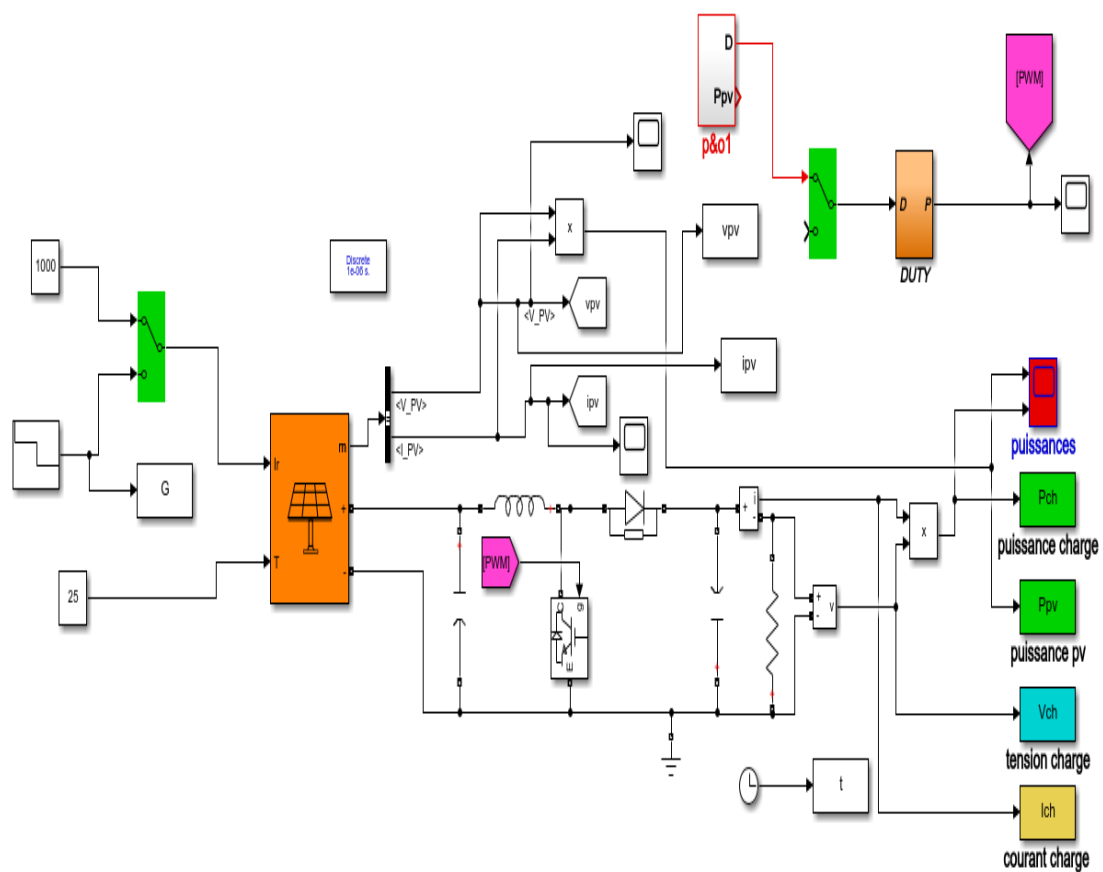 D
Ppv
p&o1
[PWM]
D
P
DUTY
1000
Discrete
1e-06 s.
x
vpv
<V_PV>
vpv
ipv
<V_PV>
ipv
<I_PV>
puissances
G
Ir
m
+
T
-
25
[PWM]
g
C
E
+
i
-
x
Pch
puissance charge
+
-
v
Ppv
puissance pv
Vch
tension charge
t
Ich
courant charge